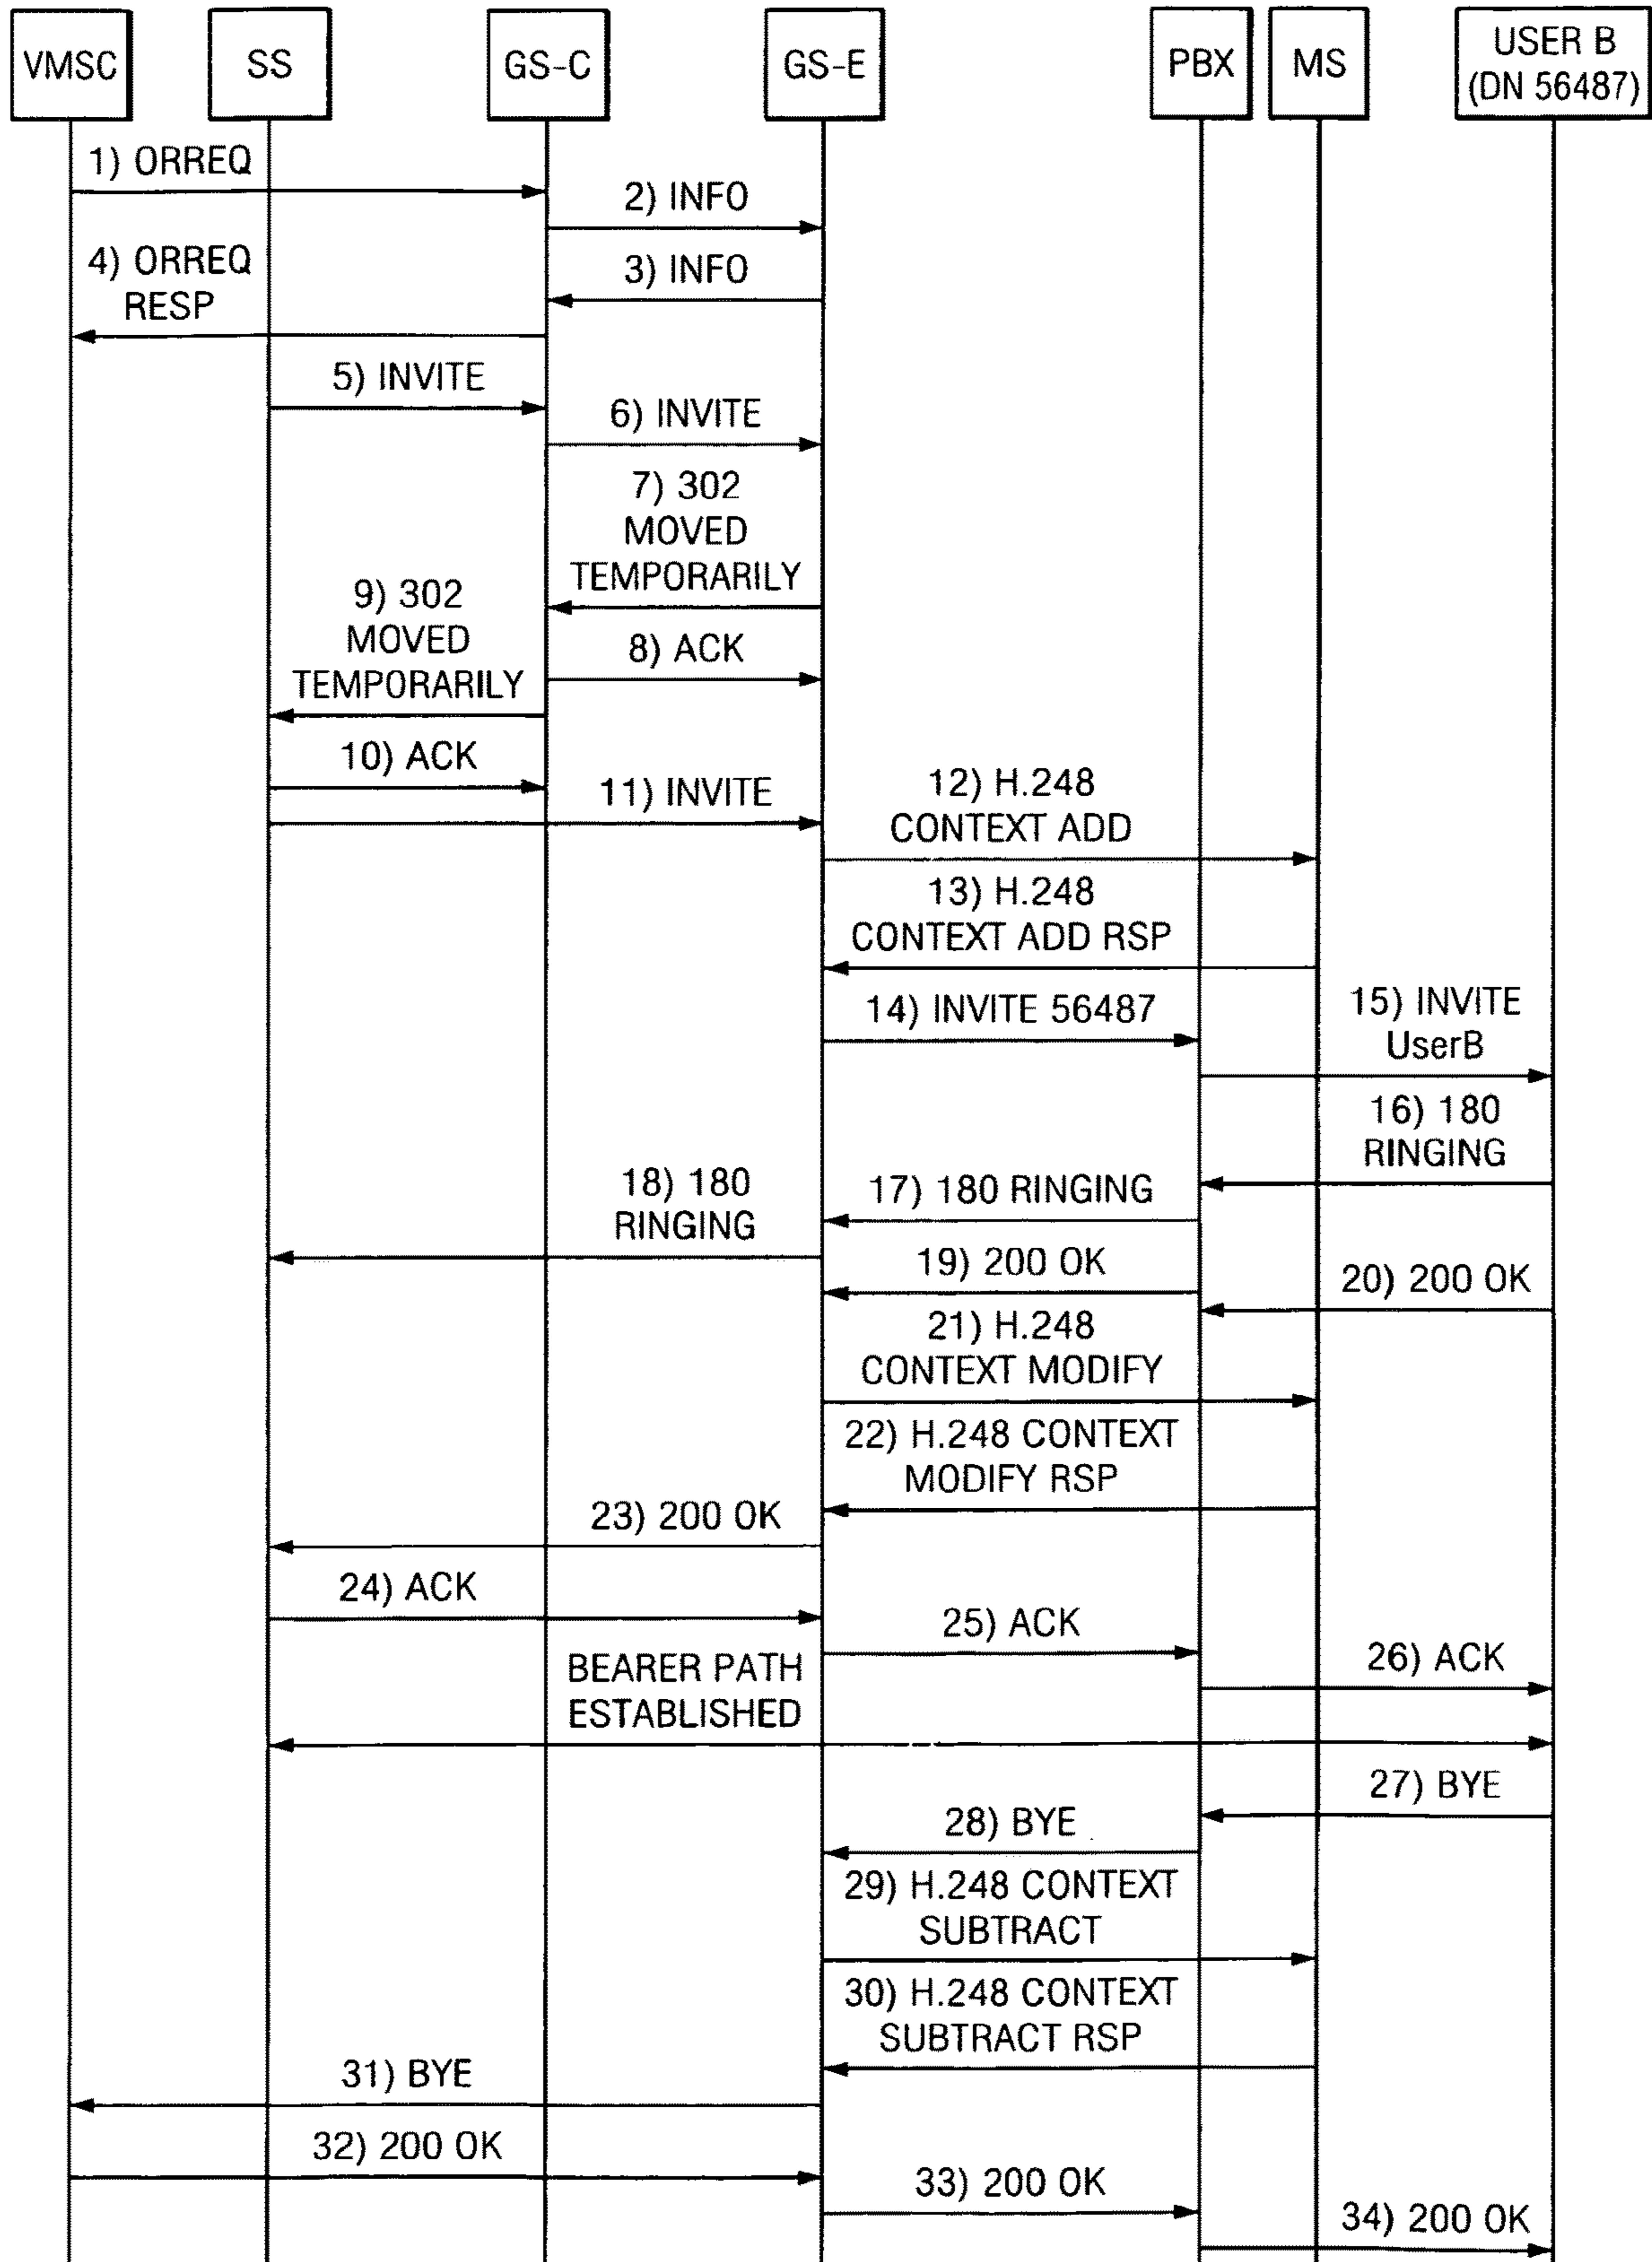 VMSC
SS
GS-C
GS-E
PBX
MS
USER B
(DN 56487)
1) ORREQ
2) INFO
4) ORREQ
RESP
3) INFO
5) INVITE
6) INVITE
7) 302
MOVED
TEMPORARILY
9) 302
MOVED
TEMPORARILY
8) ACK
10) ACK
11) INVITE
12) H.248
CONTEXT ADD
13) H.248
CONTEXT ADD RSP
14) INVITE 56487
15) INVITE
UserB
16) 180
RINGING
18) 180
RINGING
17) 180 RINGING
19) 200 OK
20) 200 OK
21) H.248
CONTEXT MODIFY
22) H.248 CONTEXT
MODIFY RSP
23) 200 OK
24) ACK
25) ACK
26) ACK
BEARER PATH
ESTABLISHED
27) BYE
28) BYE
29) H.248 CONTEXT
SUBTRACT
30) H.248 CONTEXT
SUBTRACT RSP
31) BYE
32) 200 OK
33) 200 OK
34) 200 OK